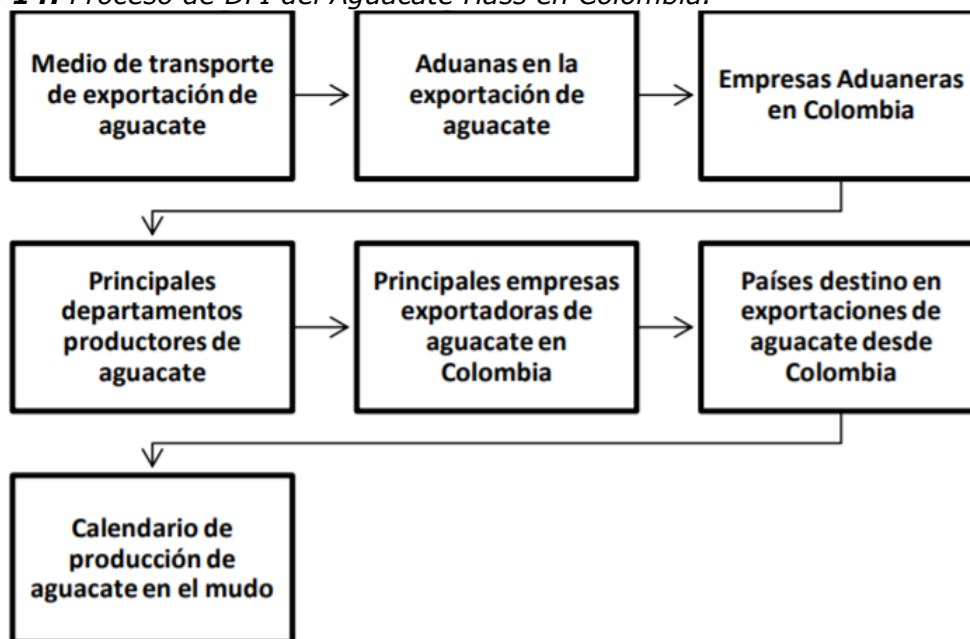 Proceso de DFI del Aguacate Hass en Colombia.
Medio de transporte
de exportación de
aguacate
Aduanas en la
exportación de
aguacate
Empresas Aduaneras
en Colombia
Principales
departamentos
productores de
aguacate
Principales empresas
exportadoras de
aguacate en
Colombia
Países destino en
exportaciones de
aguacate desde
Colombia
Calendario de
producción de
aguacate en el mudo